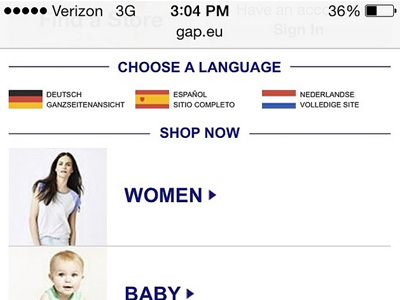 Verizon 3G 3:04 PM 36%
Find a Store
Have an acco
Sign In
gap.eu
CHOOSE A LANGUAGE
DEUTSCH
GANZSEITENANSICHT
ESPAÑOL
SITIO COMPLETO
NEDERLANDSE
VOLLEDIGE SITE
SHOP NOW
WOMEN
BABY